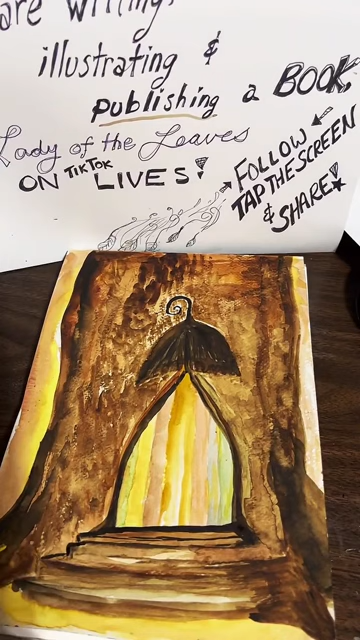 are writing,
illustrating &
publishing a BOOK,
Lady of the Leaves
ON TIKTOK LIVES!
FOLLOW
TAP THE SCREEN
& SHARE!